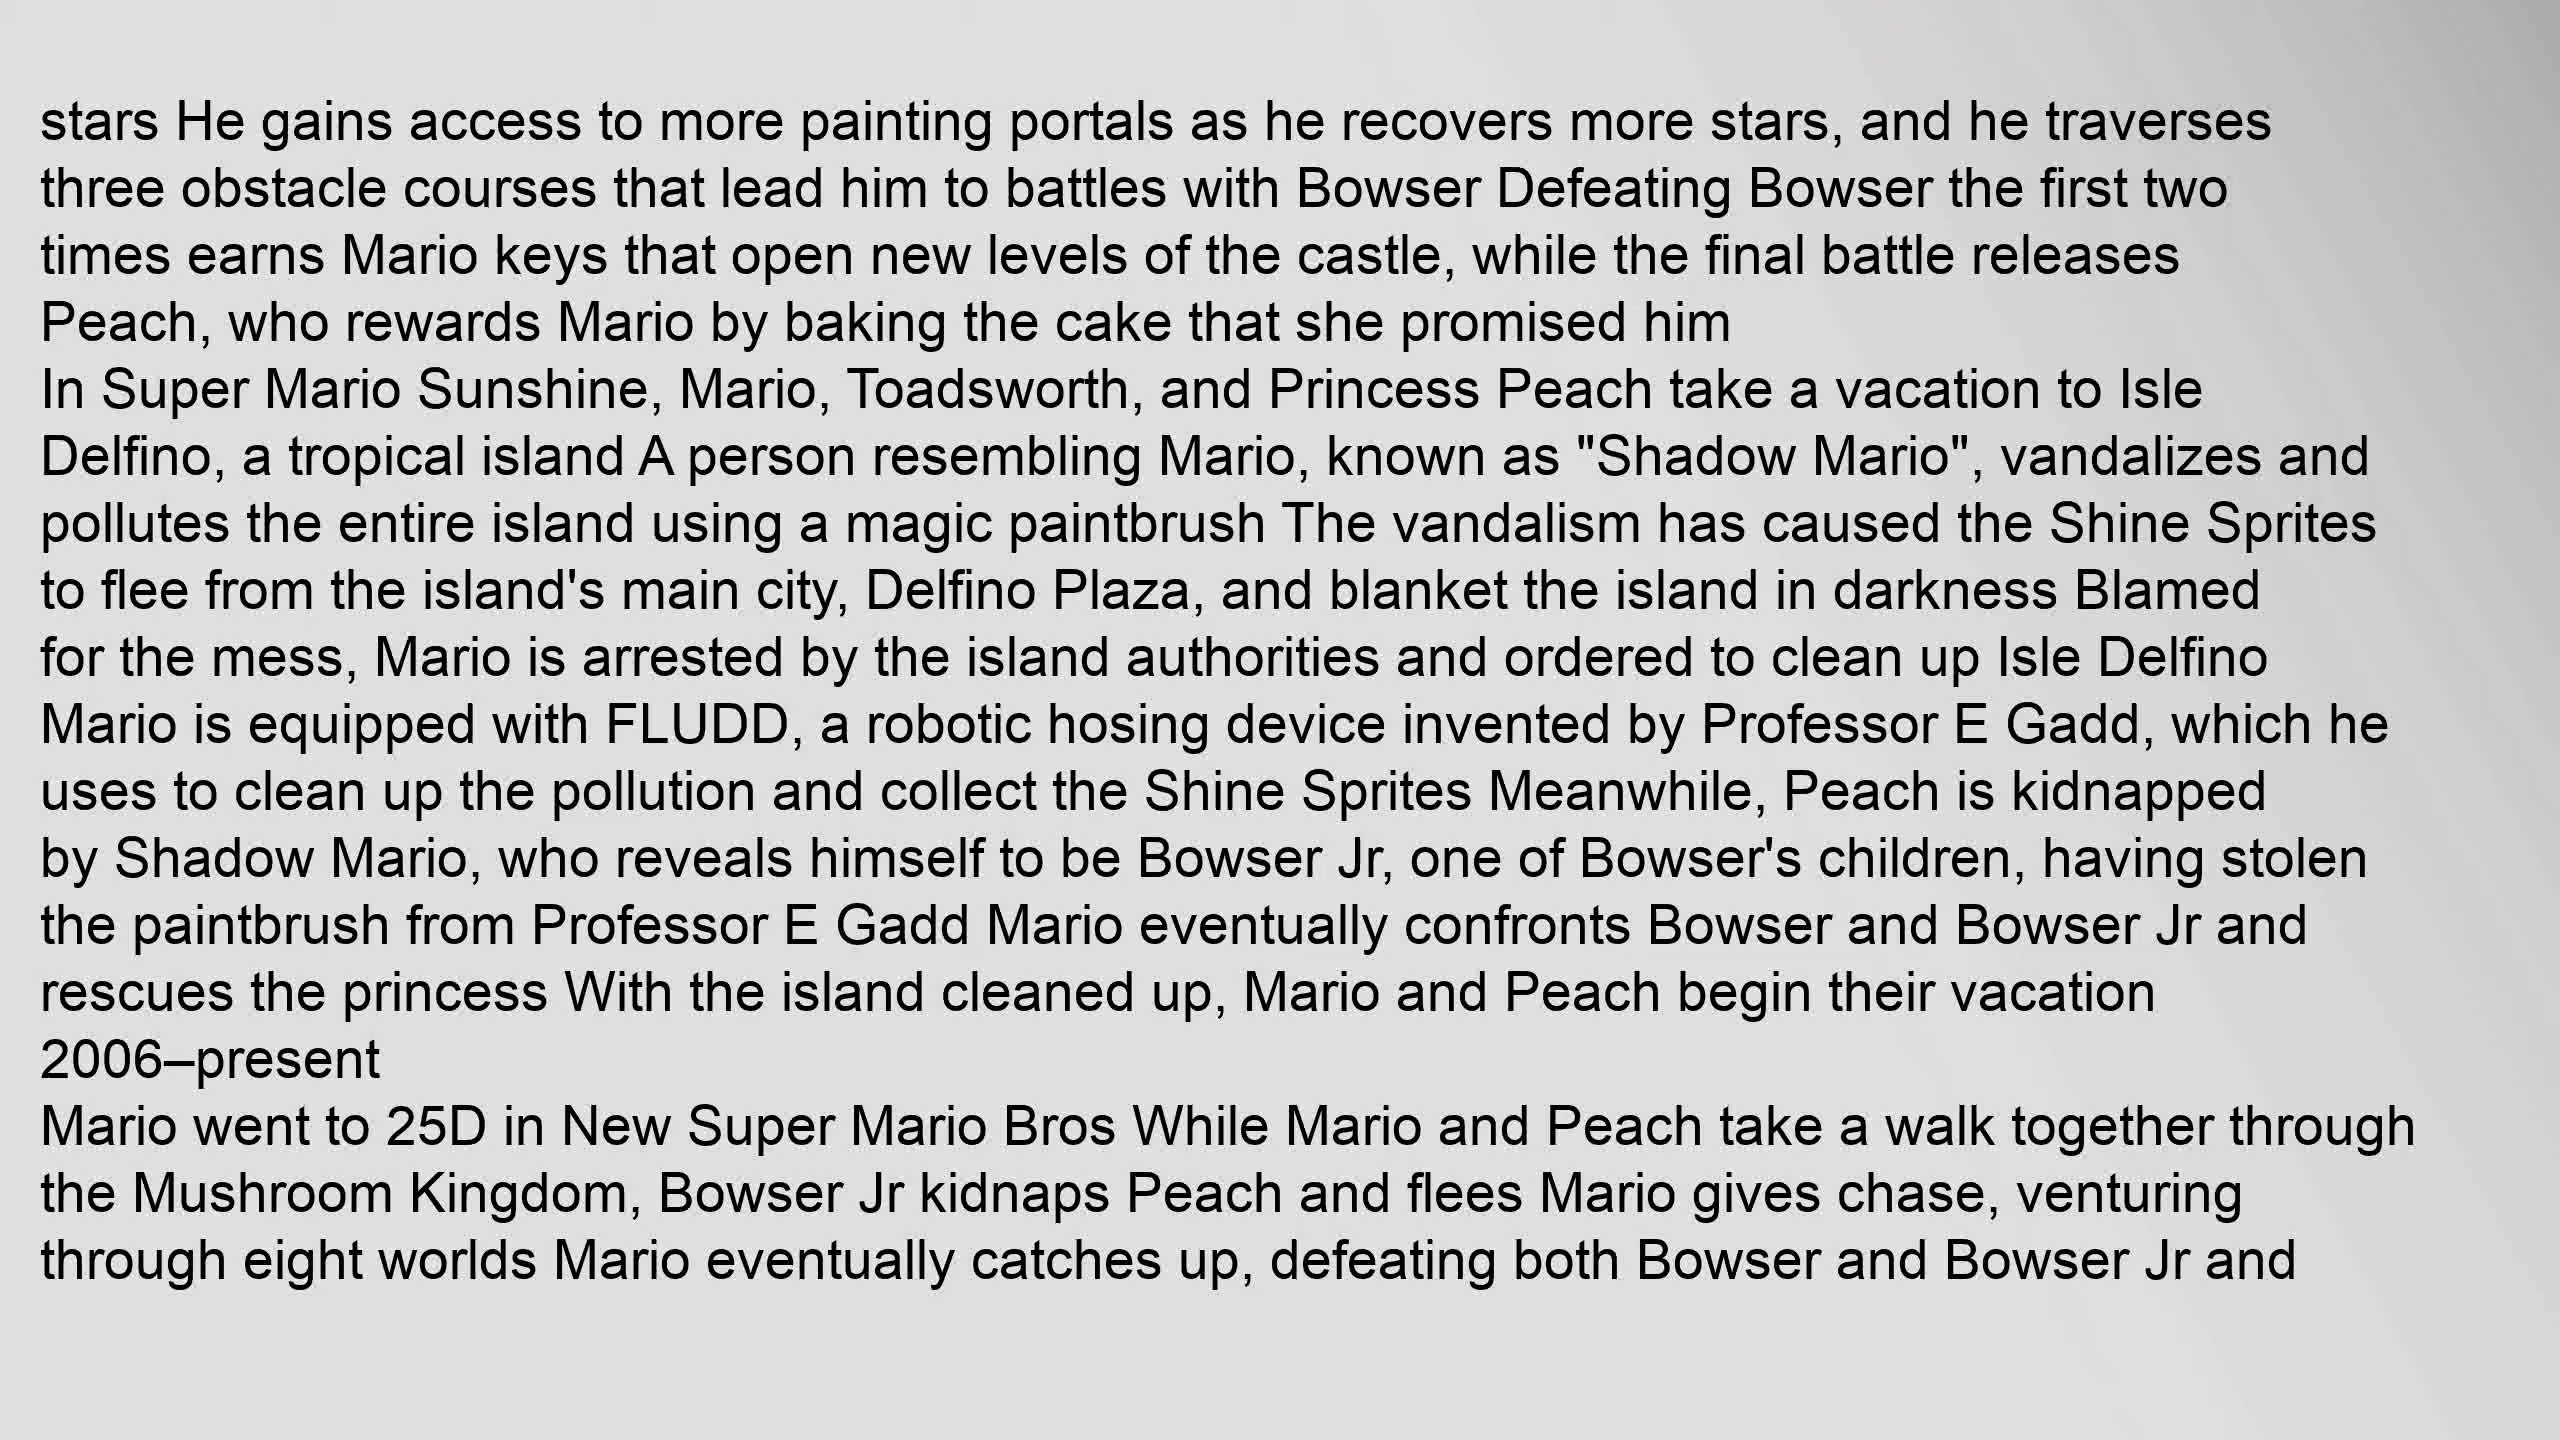 stars He gains access to more painting portals as he recovers more stars, and he traverses
three obstacle courses that lead him to battles with Bowser Defeating Bowser the first two
times earns Mario keys that open new levels of the castle, while the final battle releases
Peach, who rewards Mario by baking the cake that she promised him
In Super Mario Sunshine, Mario, Toadsworth, and Princess Peach take a vacation to Isle
Delfino, a tropical island A person resembling Mario, known as "Shadow Mario", vandalizes and
pollutes the entire island using a magic paintbrush The vandalism has caused the Shine Sprites
to flee from the island's main city, Delfino Plaza, and blanket the island in darkness Blamed
for the mess, Mario is arrested by the island authorities and ordered to clean up Isle Delfino
Mario is equipped with FLUDD, a robotic hosing device invented by Professor E Gadd, which he
uses to clean up the pollution and collect the Shine Sprites Meanwhile, Peach is kidnapped
by Shadow Mario, who reveals himself to be Bowser Jr, one of Bowser's children, having stolen
the paintbrush from Professor E Gadd Mario eventually confronts Bowser and Bowser Jr and
rescues the princess With the island cleaned up, Mario and Peach begin their vacation
2006–present
Mario went to 25D in New Super Mario Bros While Mario and Peach take a walk together through
the Mushroom Kingdom, Bowser Jr kidnaps Peach and flees Mario gives chase, venturing
through eight worlds Mario eventually catches up, defeating both Bowser and Bowser Jr and